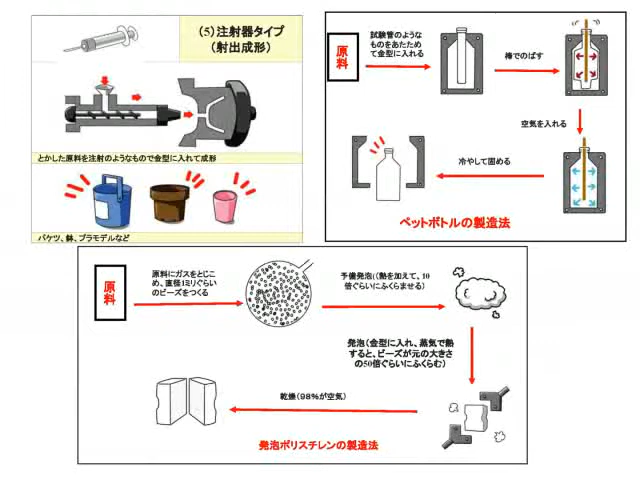 (5)注射器タイプ
(射出成形)
とかした原料を注射のようなもので金型に入れて成形
バケツ、鉢、プラモデルなど
原料
試験管のような
ものをあたため
て金型に入れる
棒でのばす
空気を入れる
冷やして固める
ペットボトルの製造法
原料
原料にガスをとじこ
め、直径1ミリぐらい
のビーズをつくる
予備発泡((熱を加えて、10
倍ぐらいにふくらませる)
発泡(金型に入れ、蒸気で熱
すると、ビーズが元の大きさ
の50倍ぐらいにふくらむ)
乾燥(98%が空気)
発泡ポリスチレンの製造法